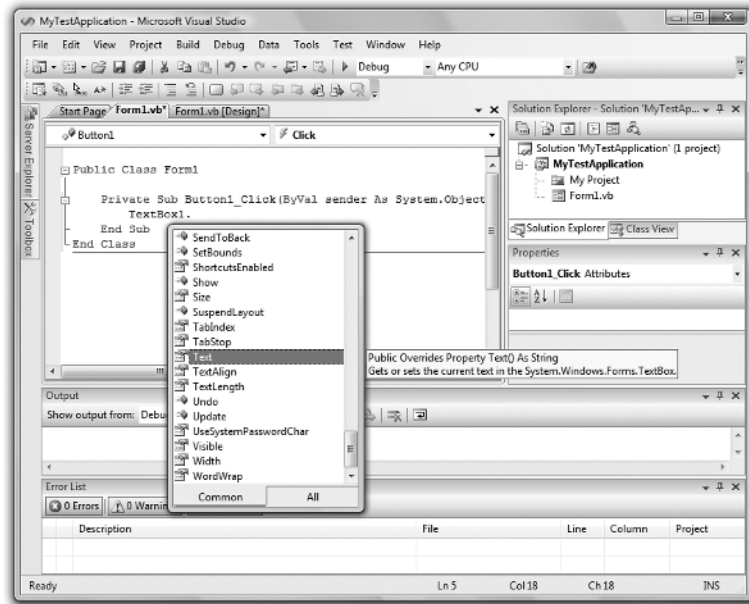 MyTestApplication - Microsoft Visual Studio
File Edit View Project Build Debug Data Tools Test Window Help
Debug Any CPU
Start Page Form1.vb* Form1.vb [Design]*
Button1 Click
Server Explorer
Toolbox
Public Class Form1
Private Sub Button1_Click(ByVal sender As System.Object
TextBox1.
End Sub
End Class
SendToBack
SetBounds
ShortcutsEnabled
Show
Size
SuspendLayout
TabIndex
TabStop
Text
TextAlign
TextLength
Undo
Update
UseSystemPasswordChar
Visible
Width
WordWrap
Common All
Public Overrides Property Text() As String
Gets or sets the current text in the System.Windows.Forms.TextBox.
Solution Explorer - Solution 'MyTestAp...
Solution 'MyTestApplication' (1 project)
MyTestApplication
My Project
Form1.vb
Solution Explorer Class View
Properties
Button1_Click Attributes
Output
Show output from: Debu
Error List
0 Errors 0 Warnin
Description File Line Column Project
Ready Ln 5 Col 18 Ch 18 INS